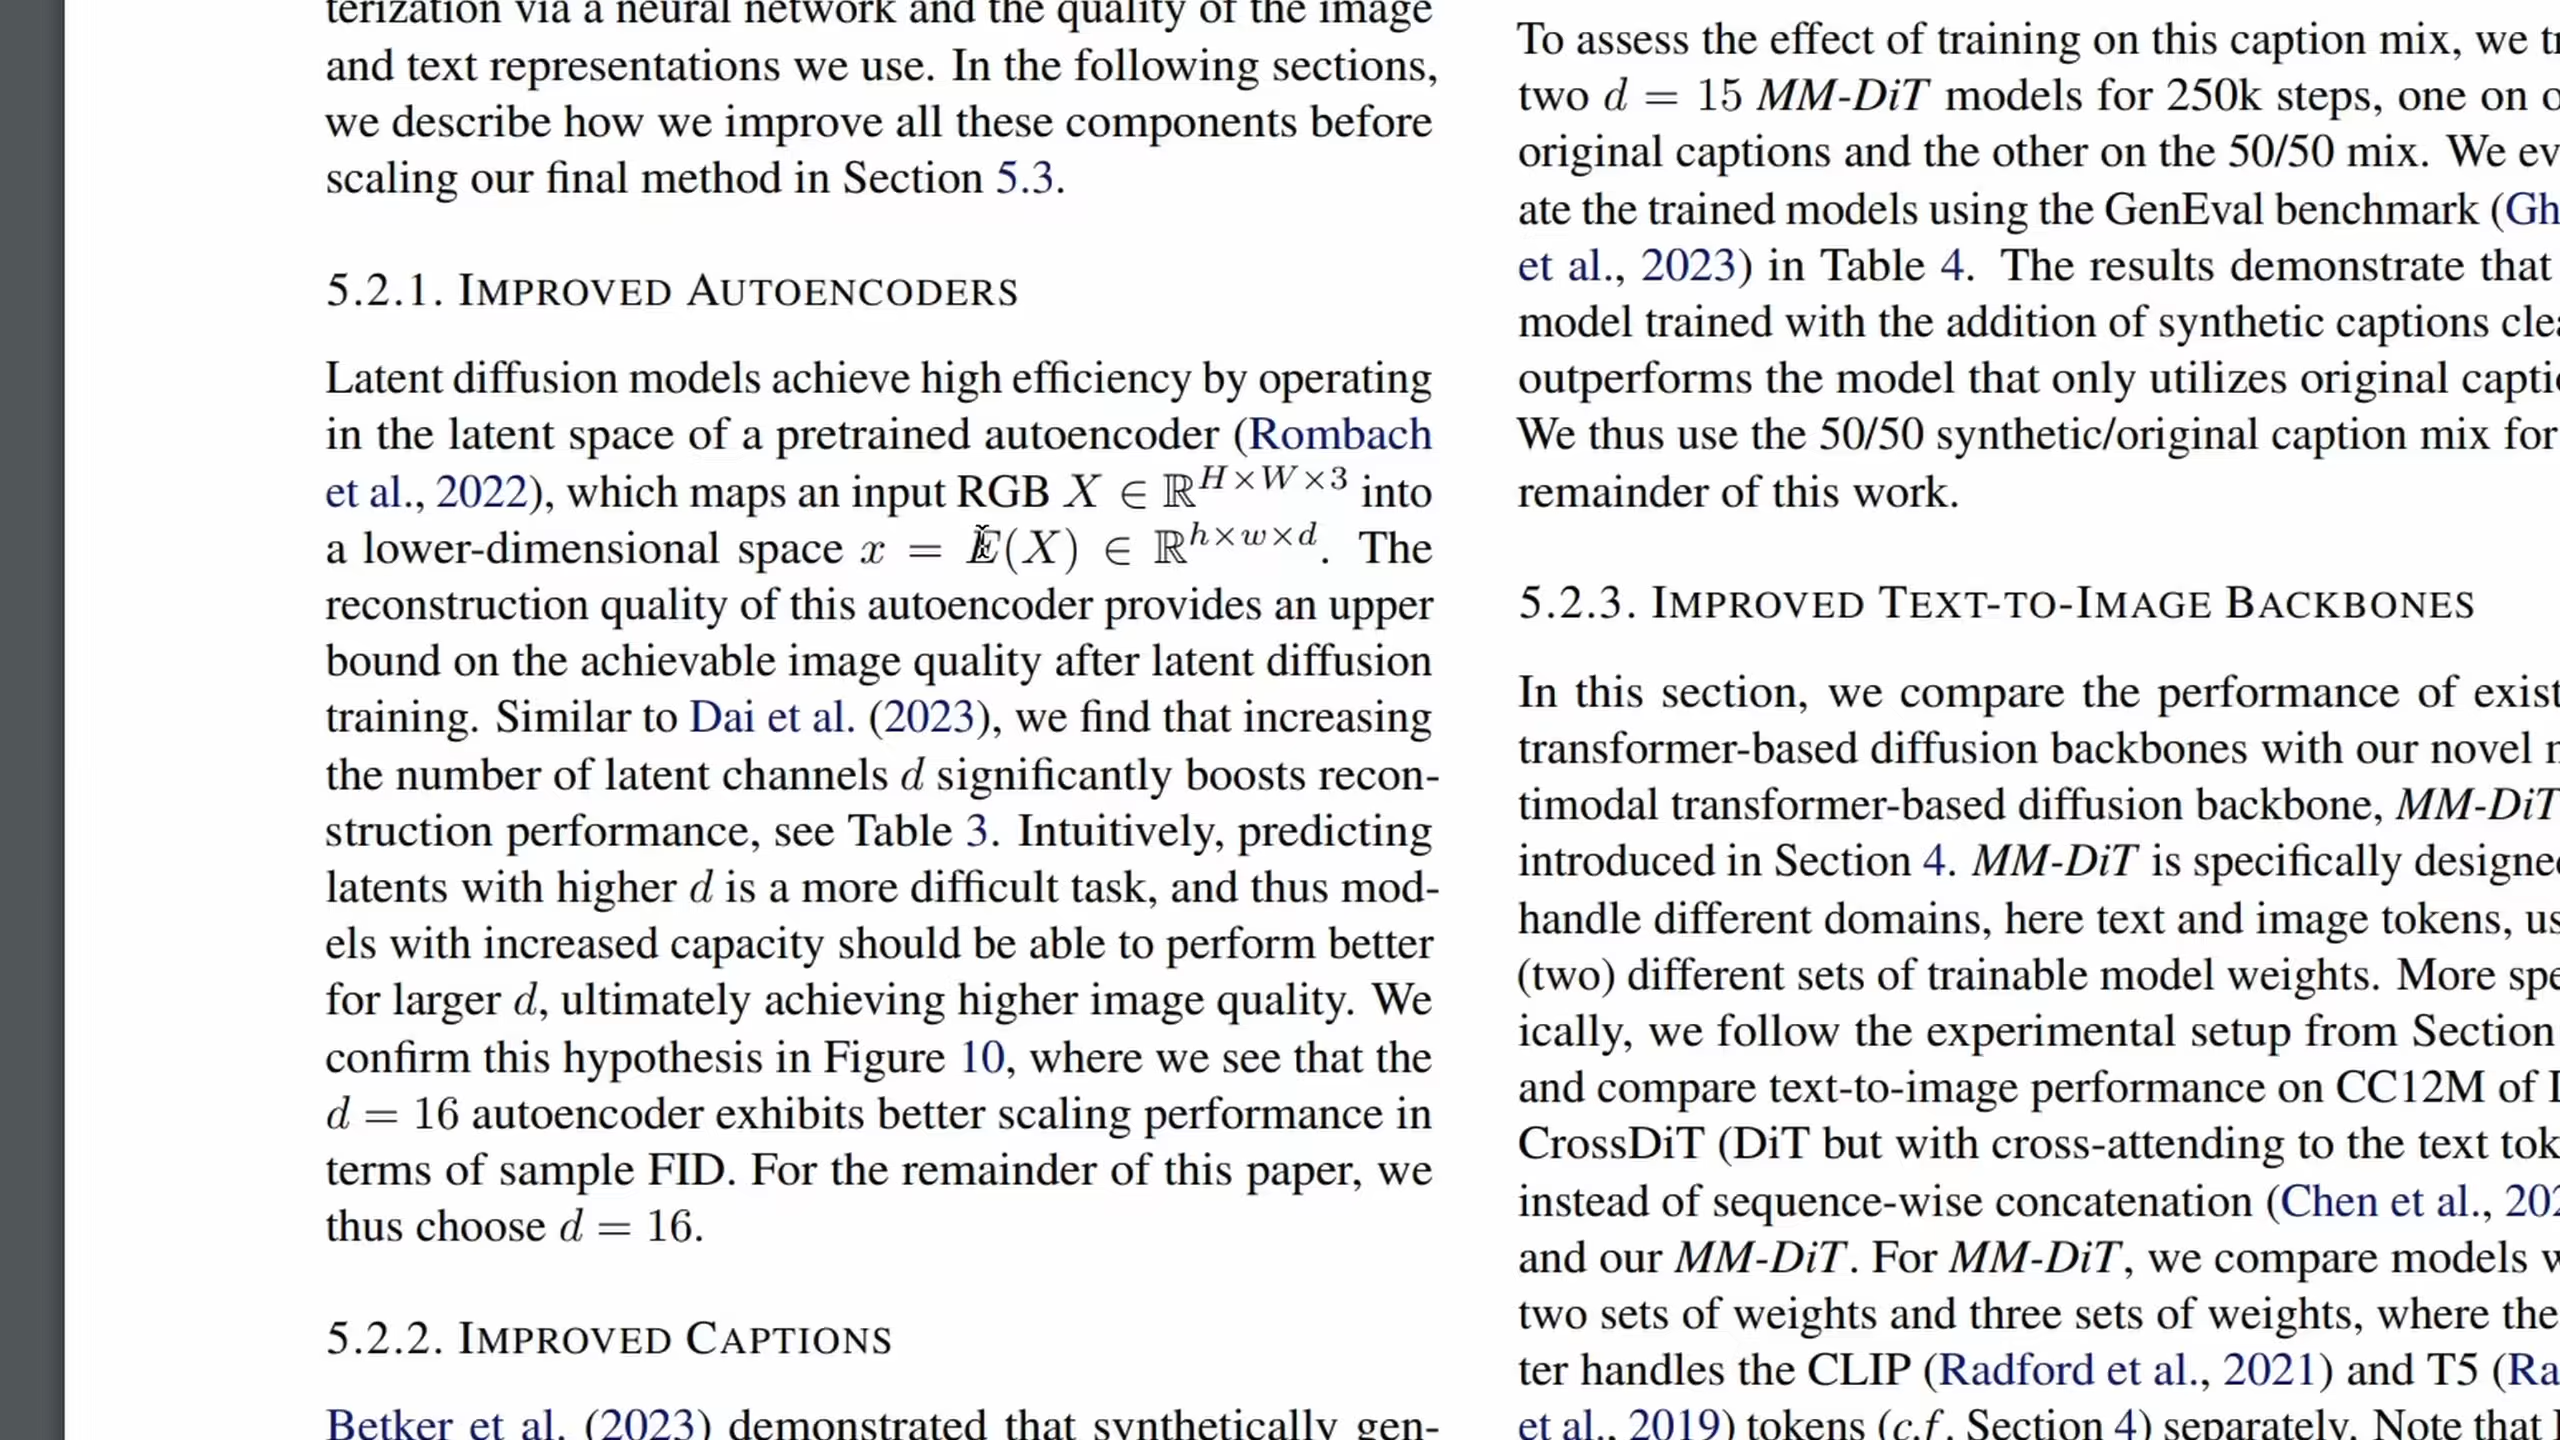 terization via a neural network and the quality of the image
and text representations we use. In the following sections,
we describe how we improve all these components before
scaling our final method in Section 5.3.
5.2.1. IMPROVED AUTOENCODERS
Latent diffusion models achieve high efficiency by operating
in the latent space of a pretrained autoencoder (Rombach
et al., 2022), which maps an input RGB X ∈ ℝ^{H×W×3} into
a lower-dimensional space x = E(X) ∈ ℝ^{h×w×d}. The
reconstruction quality of this autoencoder provides an upper
bound on the achievable image quality after latent diffusion
training. Similar to Dai et al. (2023), we find that increasing
the number of latent channels d significantly boosts recon-
struction performance, see Table 3. Intuitively, predicting
latents with higher d is a more difficult task, and thus mod-
els with increased capacity should be able to perform better
for larger d, ultimately achieving higher image quality. We
confirm this hypothesis in Figure 10, where we see that the
d = 16 autoencoder exhibits better scaling performance in
terms of sample FID. For the remainder of this paper, we
thus choose d = 16.
5.2.2. IMPROVED CAPTIONS
Betker et al. (2023) demonstrated that synthetically gen-
To assess the effect of training on this caption mix, we
two d = 15 MM-DiT models for 250k steps, one on
original captions and the other on the 50/50 mix. We
ate the trained models using the GenEval benchmark (Gh
et al., 2023) in Table 4. The results demonstrate that
model trained with the addition of synthetic captions
outperforms the model that only utilizes original
We thus use the 50/50 synthetic/original caption mix for
remainder of this work.
5.2.3. IMPROVED TEXT-TO-IMAGE BACKBONES
In this section, we compare the performance of
transformer-based diffusion backbones with our novel
timodal transformer-based diffusion backbone, MM-DiT
introduced in Section 4. MM-DiT is specifically
handle different domains, here text and image tokens,
(two) different sets of trainable model weights. More
ically, we follow the experimental setup from Section
and compare text-to-image performance on CC12M of
CrossDiT (DiT but with cross-attending to the text
instead of sequence-wise concatenation (Chen et al.,
and our MM-DiT. For MM-DiT, we compare models
two sets of weights and three sets of weights, where the
ter handles the CLIP (Radford et al., 2021) and T5 (Ra
et al., 2019) tokens (c.f. Section 4) separately. Note that